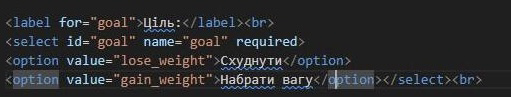 <label for="goal">Ціль:</label><br>
<select id="goal" name="goal" required>
<option value="lose_weight">Схуднути</option>
<option value="gain_weight">Набрати вагу</option></select><br>